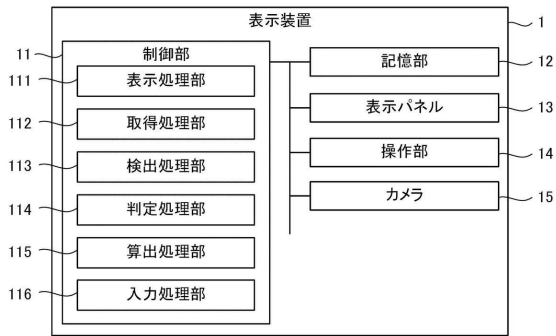 表示装置
1
11
制御部
111
表示処理部
112
取得処理部
113
検出処理部
114
判定処理部
115
算出処理部
116
入力処理部
記憶部
12
表示パネル
13
操作部
14
カメラ
15